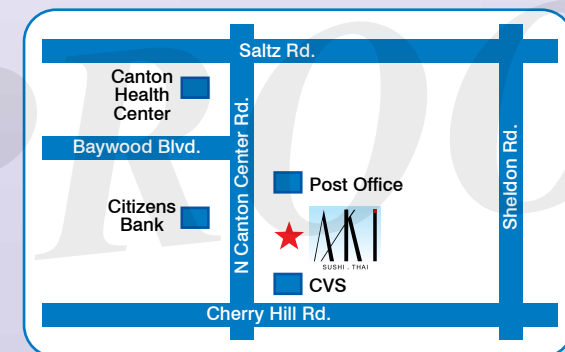 Saltz Rd.
Canton
Health
Center
Baywood Blvd.
N Canton Center Rd.
Sheldon Rd.
Post Office
Citizens
Bank
AKI
SUSHI . THAI
CVS
Cherry Hill Rd.